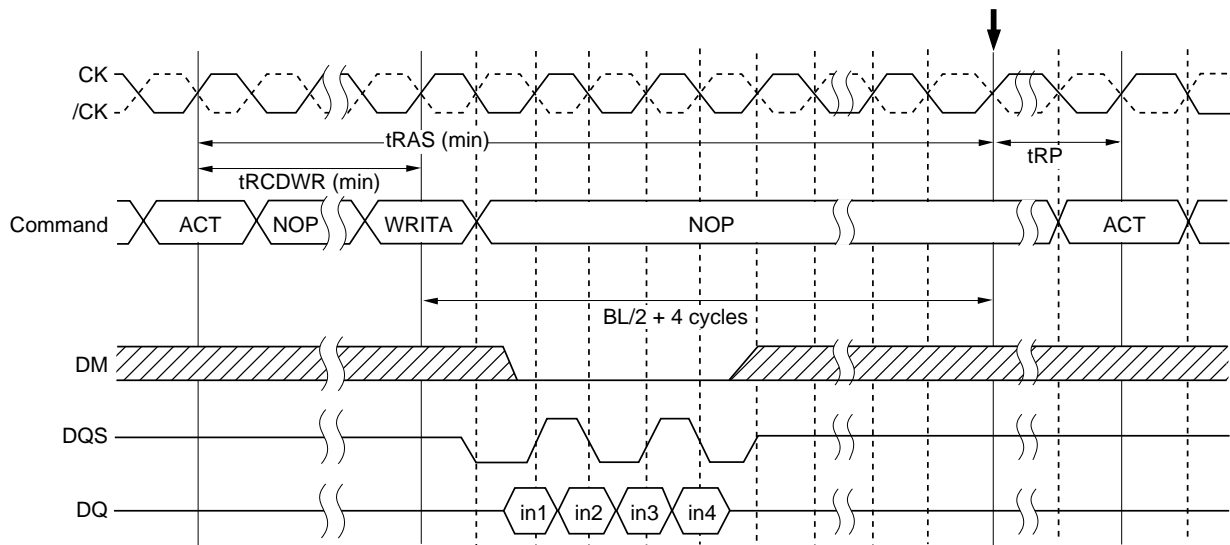 CK
/CK
tRAS (min)
tRP
tRCDWR (min)
Command ACT NOP WRITA NOP ACT
BL/2 + 4 cycles
DM
DQS
DQ in1 in2 in3 in4